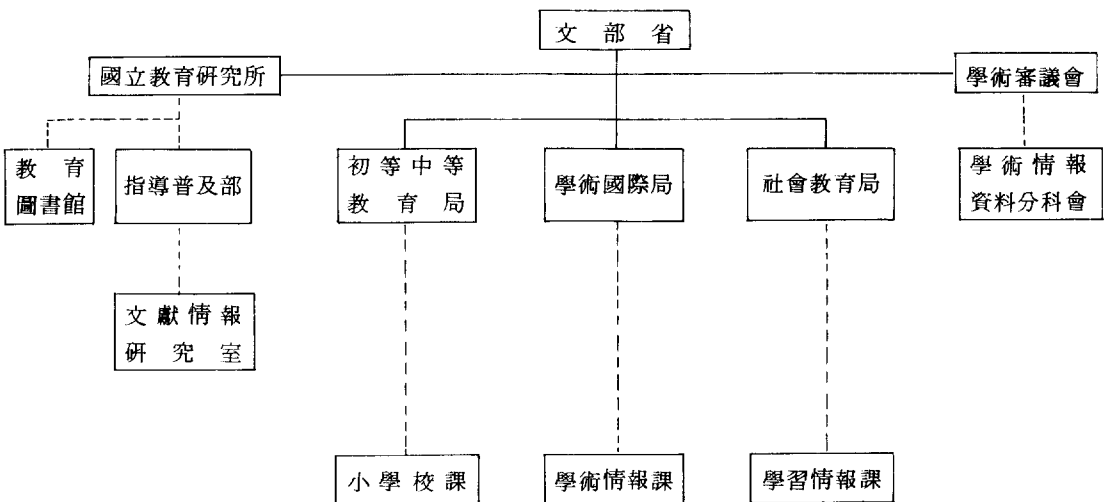 文部省
國立教育研究所
學術審議會
教育
圖書館
指導普及部
初等中等
教育局
學術國際局
社會教育局
學術情報
資料分科會
文獻情報
研究室
小學校課
學術情報課
學習情報課